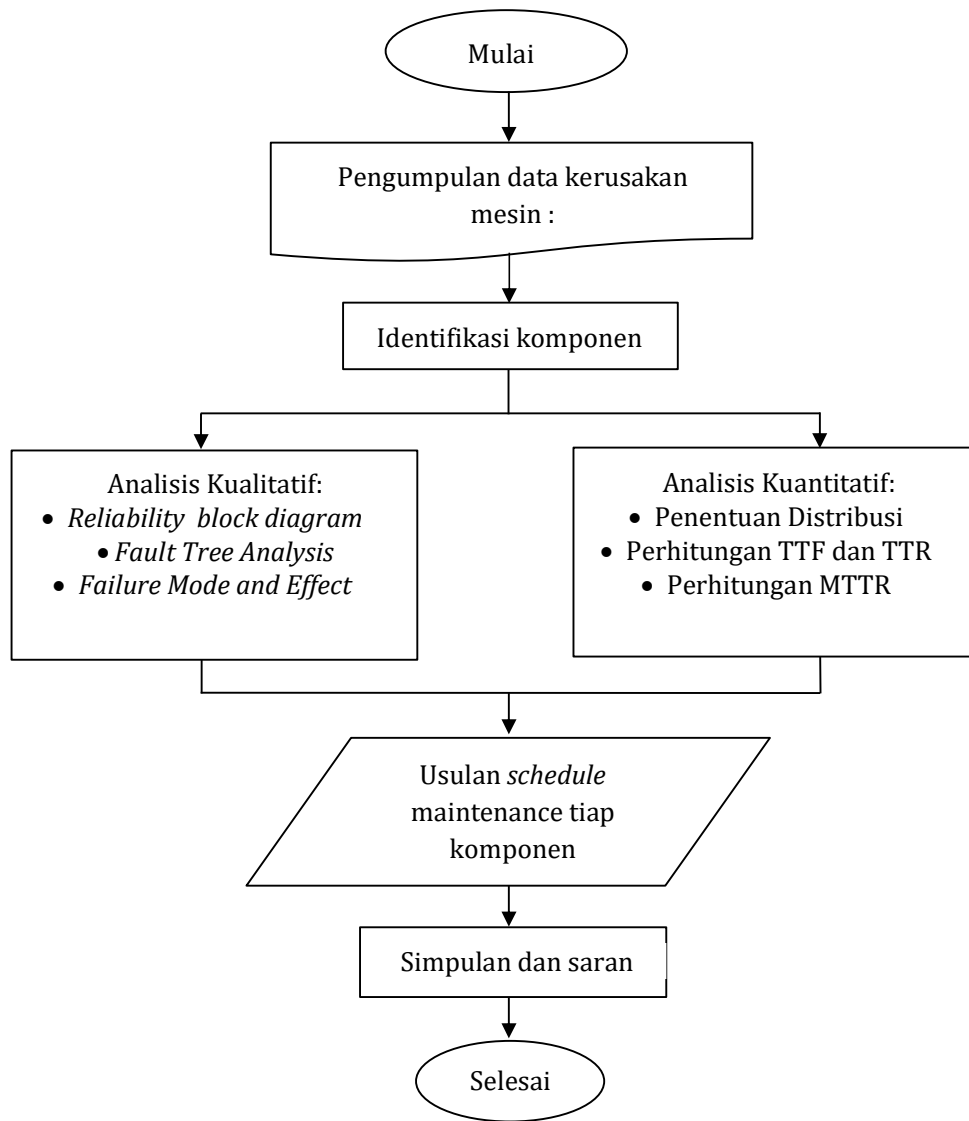 Mulai
Pengumpulan data kerusakan
mesin :
Identifikasi komponen
Analisis Kualitatif:
• Reliability block diagram
• Fault Tree Analysis
• Failure Mode and Effect
Analisis Kuantitatif:
• Penentuan Distribusi
• Perhitungan TTF dan TTR
• Perhitungan MTTR
Usulan schedule
maintenance tiap
komponen
Simpulan dan saran
Selesai